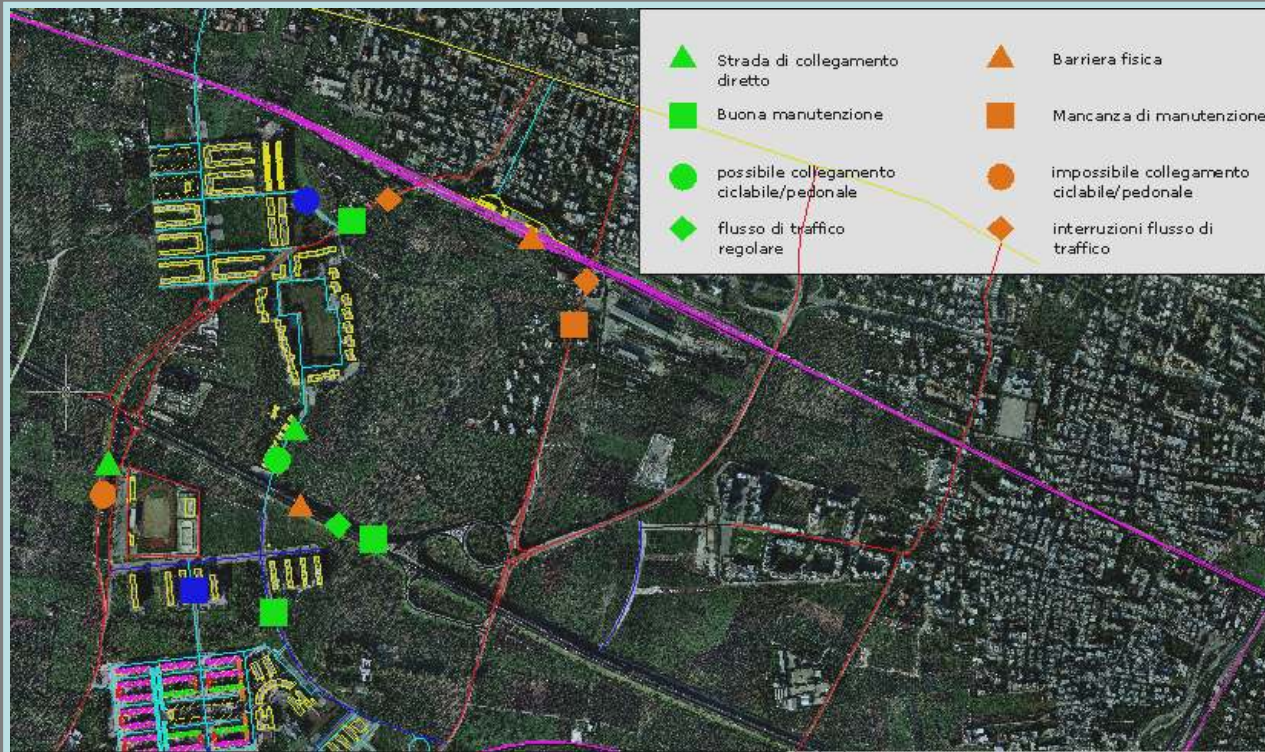 Strada di collegamento
diretto
Buona manutenzione
possibile collegamento
ciclabile/pedonale
flusso di traffico
regolare
Barriera fisica
Mancanza di manutenzione
impossibile collegamento
ciclabile/pedonale
interruzioni flusso di
traffico